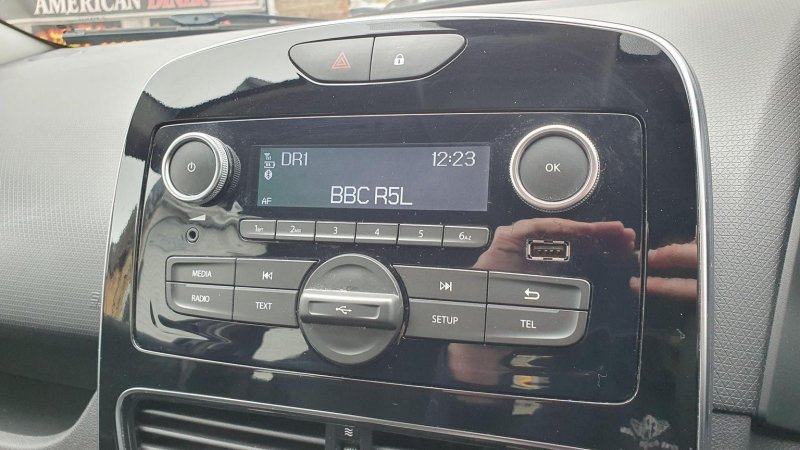 AMERICAN DINER
DR1 12:23
BBC R5L
AF
OK
1 2 3 4 5 6
MEDIA
RADIO TEXT
SETUP TEL